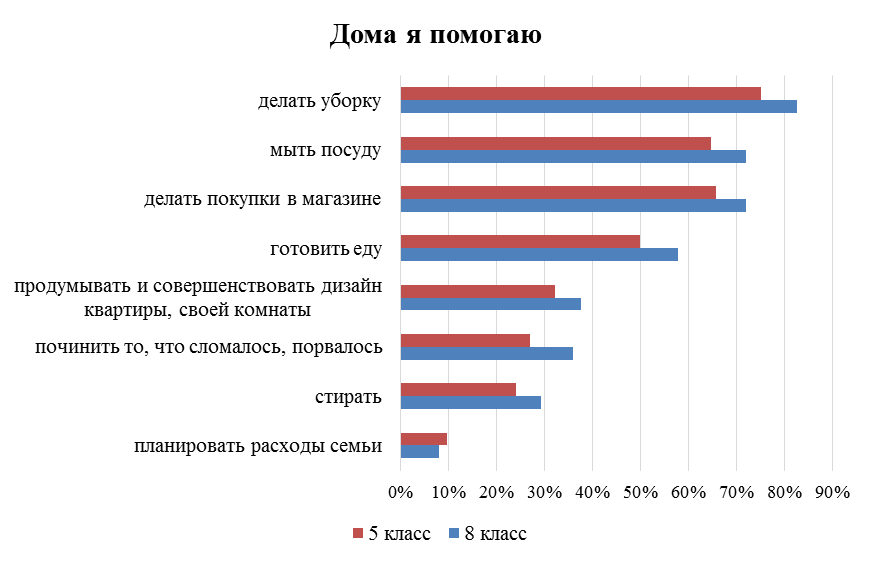 Дома я помогаю
делать уборку
мыть посуду
делать покупки в магазине
готовить еду
продумывать и совершенствовать дизайн
квартиры, своей комнаты
починить то, что сломалось, порвалось
стирать
планировать расходы семьи
0% 10% 20% 30% 40% 50% 60% 70% 80% 90%
5 класс 8 класс